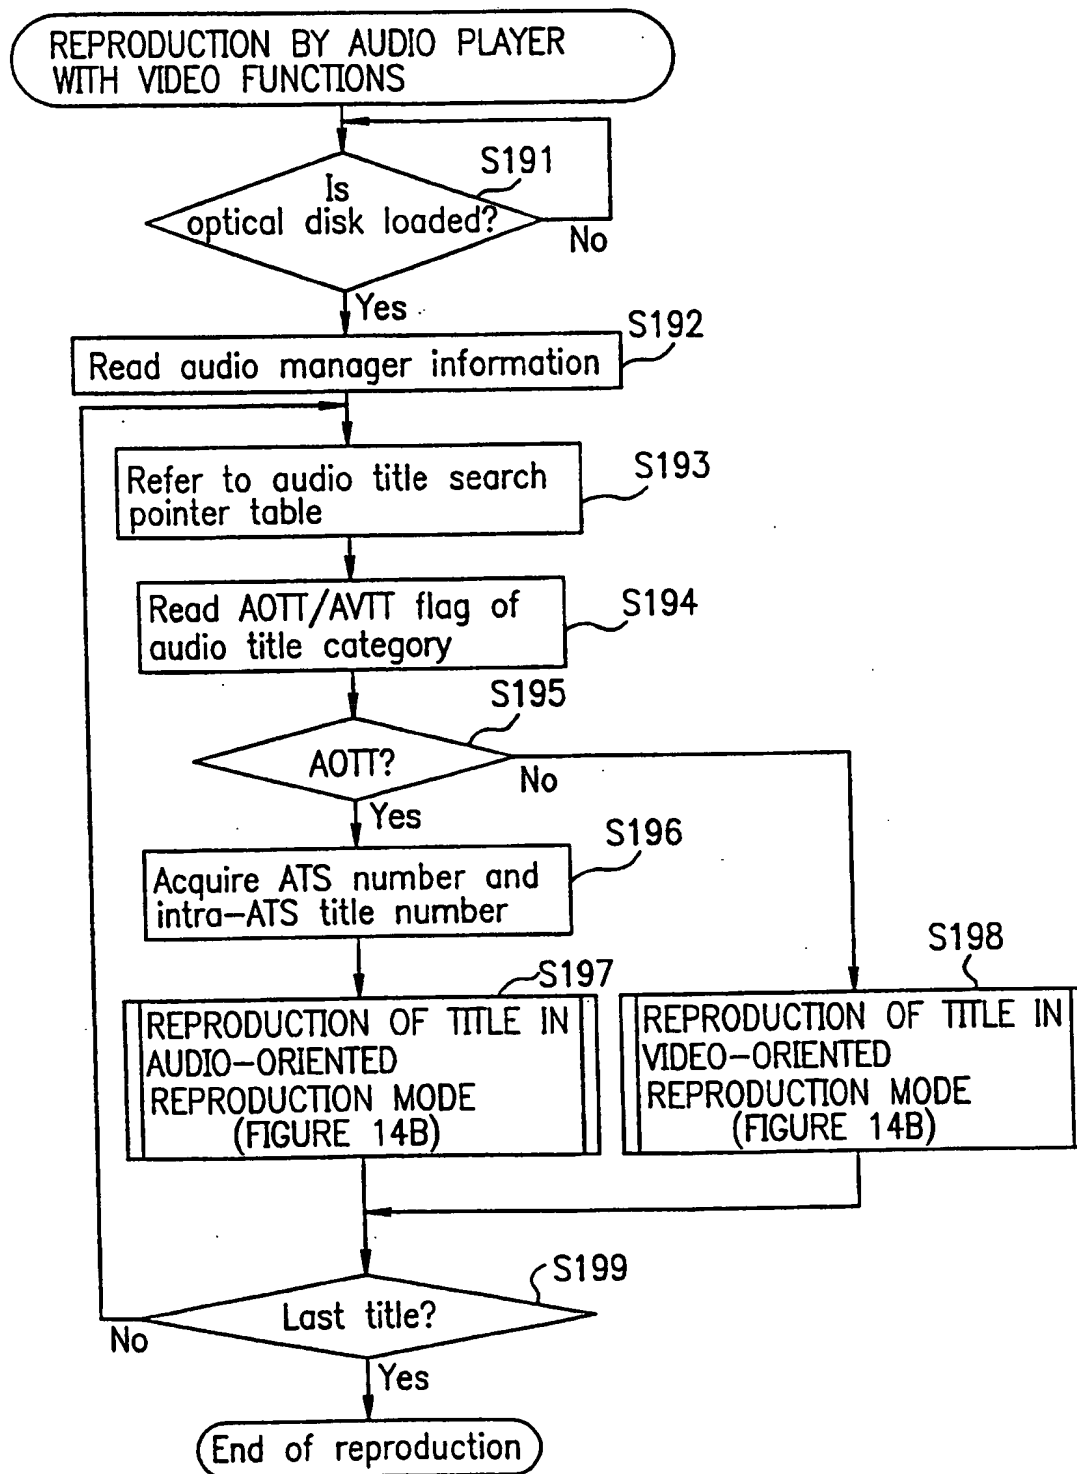 REPRODUCTION BY AUDIO PLAYER
WITH VIDEO FUNCTIONS
S191
Is
optical disk loaded?
No
Yes
S192
Read audio manager information
S193
Refer to audio title search
pointer table
S194
Read AOTT/AVTT flag of
audio title category
S195
AOTT?
No
Yes
S196
Acquire ATS number and
intra-ATS title number
S197
REPRODUCTION OF TITLE IN
AUDIO-ORIENTED
REPRODUCTION MODE
(FIGURE 14B)
S198
REPRODUCTION OF TITLE IN
VIDEO-ORIENTED
REPRODUCTION MODE
(FIGURE 14B)
S199
Last title?
No
Yes
End of reproduction